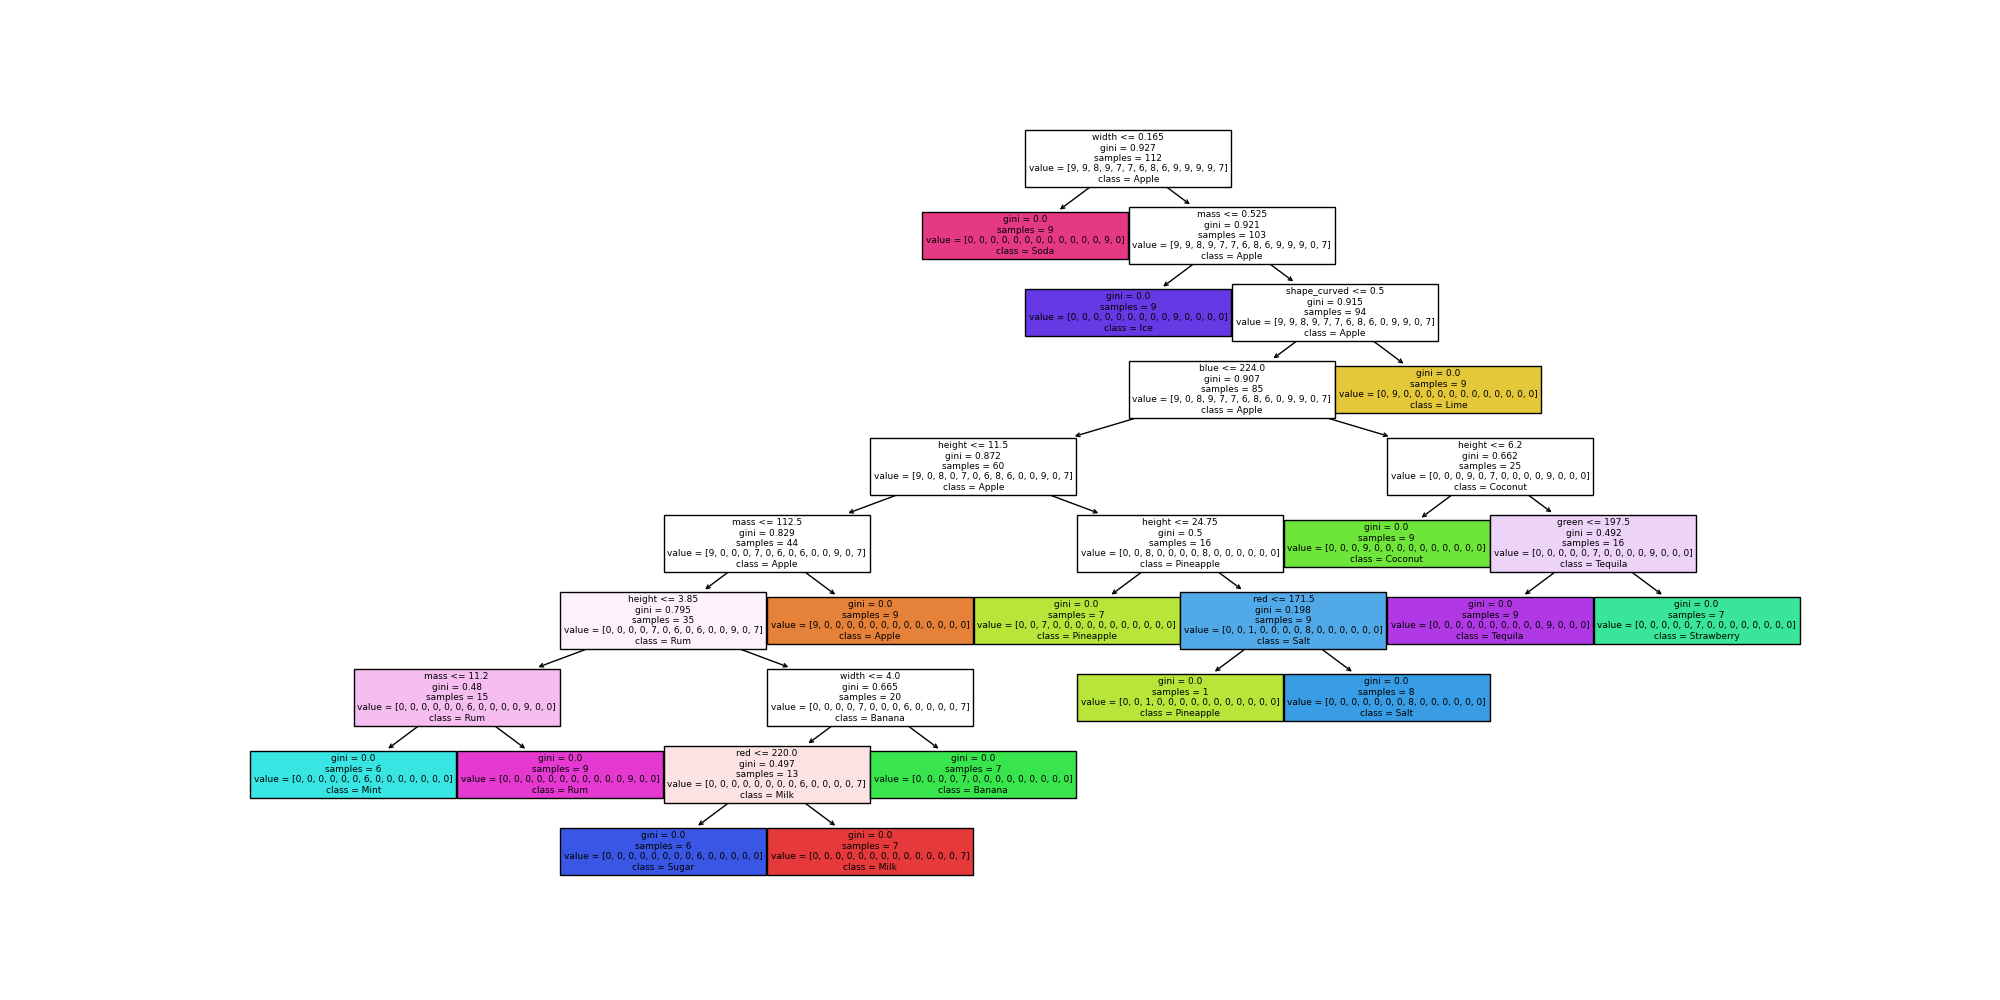 width <= 0.165
gini = 0.927
samples = 112
value = [9, 9, 8, 9, 7, 7, 6, 8, 6, 9, 9, 9, 9, 7]
class = Apple
gini = 0.0
samples = 9
value = [0, 0, 0, 0, 0, 0, 0, 0, 0, 0, 0, 0, 9, 0]
class = Soda
mass <= 0.525
gini = 0.921
samples = 103
value = [9, 9, 8, 9, 7, 7, 6, 8, 6, 9, 9, 9, 0, 7]
class = Apple
gini = 0.0
samples = 9
value = [0, 0, 0, 0, 0, 0, 0, 0, 0, 9, 0, 0, 0, 0]
class = Ice
shape_curved <= 0.5
gini = 0.915
samples = 94
value = [9, 9, 8, 9, 7, 7, 6, 8, 6, 0, 9, 9, 0, 7]
class = Apple
blue <= 224.0
gini = 0.907
samples = 85
value = [9, 0, 8, 9, 7, 7, 6, 8, 6, 0, 9, 9, 0, 7]
class = Apple
gini = 0.0
samples = 9
value = [0, 9, 0, 0, 0, 0, 0, 0, 0, 0, 0, 0, 0, 0]
class = Lime
height <= 11.5
gini = 0.872
samples = 60
value = [9, 0, 8, 0, 7, 0, 6, 8, 6, 0, 0, 9, 0, 7]
class = Apple
height <= 6.2
gini = 0.662
samples = 25
value = [0, 0, 0, 9, 0, 7, 0, 0, 0, 0, 9, 0, 0, 0]
class = Coconut
mass <= 112.5
gini = 0.829
samples = 44
value = [9, 0, 0, 0, 7, 0, 6, 0, 6, 0, 0, 9, 0, 7]
class = Apple
height <= 24.75
gini = 0.5
samples = 16
value = [0, 0, 8, 0, 0, 0, 0, 8, 0, 0, 0, 0, 0, 0]
class = Pineapple
gini = 0.0
samples = 9
value = [0, 0, 0, 9, 0, 0, 0, 0, 0, 0, 0, 0, 0, 0]
class = Coconut
green <= 197.5
gini = 0.492
samples = 16
value = [0, 0, 0, 0, 0, 7, 0, 0, 0, 0, 9, 0, 0, 0]
class = Tequila
height <= 3.85
gini = 0.795
samples = 35
value = [0, 0, 0, 0, 7, 0, 6, 0, 6, 0, 0, 9, 0, 7]
class = Rum
gini = 0.0
samples = 9
value = [9, 0, 0, 0, 0, 0, 0, 0, 0, 0, 0, 0, 0, 0]
class = Apple
gini = 0.0
samples = 7
value = [0, 0, 7, 0, 0, 0, 0, 0, 0, 0, 0, 0, 0, 0]
class = Pineapple
red <= 171.5
gini = 0.198
samples = 9
value = [0, 0, 1, 0, 0, 0, 0, 8, 0, 0, 0, 0, 0, 0]
class = Salt
gini = 0.0
samples = 9
value = [0, 0, 0, 0, 0, 0, 0, 0, 0, 0, 9, 0, 0, 0]
class = Tequila
gini = 0.0
samples = 7
value = [0, 0, 0, 0, 0, 7, 0, 0, 0, 0, 0, 0, 0, 0]
class = Strawberry
mass <= 11.2
gini = 0.48
samples = 15
value = [0, 0, 0, 0, 0, 0, 6, 0, 0, 0, 0, 9, 0, 0]
class = Rum
width <= 4.0
gini = 0.665
samples = 20
value = [0, 0, 0, 0, 7, 0, 0, 0, 6, 0, 0, 0, 0, 7]
class = Banana
gini = 0.0
samples = 1
value = [0, 0, 1, 0, 0, 0, 0, 0, 0, 0, 0, 0, 0, 0]
class = Pineapple
gini = 0.0
samples = 8
value = [0, 0, 0, 0, 0, 0, 0, 8, 0, 0, 0, 0, 0, 0]
class = Salt
gini = 0.0
samples = 6
value = [0, 0, 0, 0, 0, 0, 6, 0, 0, 0, 0, 0, 0, 0]
class = Mint
gini = 0.0
samples = 9
value = [0, 0, 0, 0, 0, 0, 0, 0, 0, 0, 0, 9, 0, 0]
class = Rum
red <= 220.0
gini = 0.497
samples = 13
value = [0, 0, 0, 0, 0, 0, 0, 0, 6, 0, 0, 0, 0, 7]
class = Milk
gini = 0.0
samples = 7
value = [0, 0, 0, 0, 7, 0, 0, 0, 0, 0, 0, 0, 0, 0]
class = Banana
gini = 0.0
samples = 6
value = [0, 0, 0, 0, 0, 0, 0, 0, 6, 0, 0, 0, 0, 0]
class = Sugar
gini = 0.0
samples = 7
value = [0, 0, 0, 0, 0, 0, 0, 0, 0, 0, 0, 0, 0, 7]
class = Milk